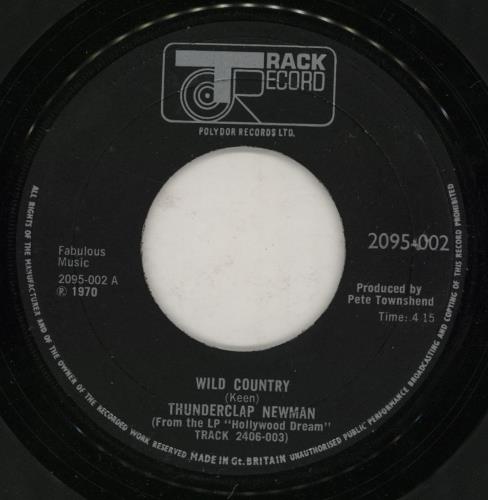 TRACK
RECORD
POLYDOR RECORDS LTD.
ALL RIGHTS OF THE MANUFACTURER AND OF THE OWNER OF THE RECORDED WORK RESERVED MADE IN Gt. BRITAIN UNAUTHORISED PUBLIC PERFORMANCE BROADCASTING AND COPYING OF THIS RECORD PROHIBITED
Fabulous
Music
2095-002 A
℗ 1970
2095-002
Produced by
Pete Townshend
Time: 4 15
WILD COUNTRY
(Keen)
THUNDERCLAP NEWMAN
(From the LP "Hollywood Dream"
TRACK 2406-003)